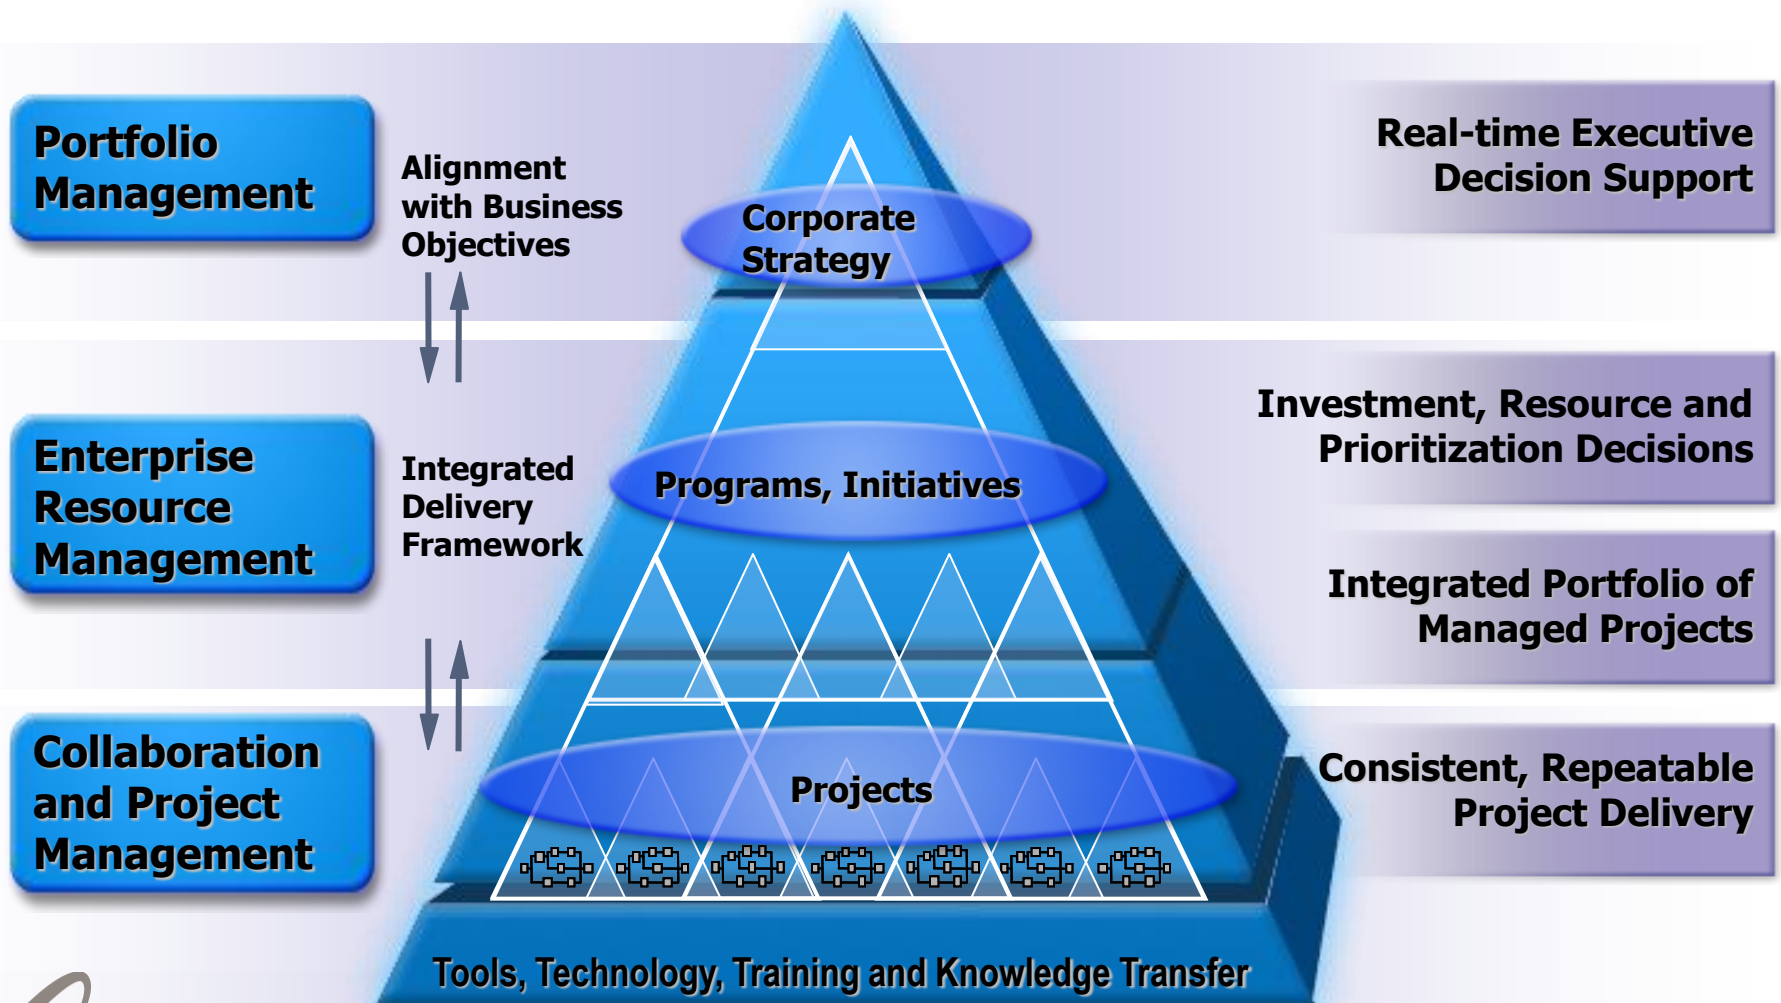 Portfolio
Management
Alignment
with Business
Objectives
Corporate
Strategy
Real-time Executive
Decision Support
Enterprise
Resource
Management
Integrated
Delivery
Framework
Programs, Initiatives
Investment, Resource and
Prioritization Decisions
Integrated Portfolio of
Managed Projects
Collaboration
and Project
Management
Projects
Consistent, Repeatable
Project Delivery
Tools, Technology, Training and Knowledge Transfer